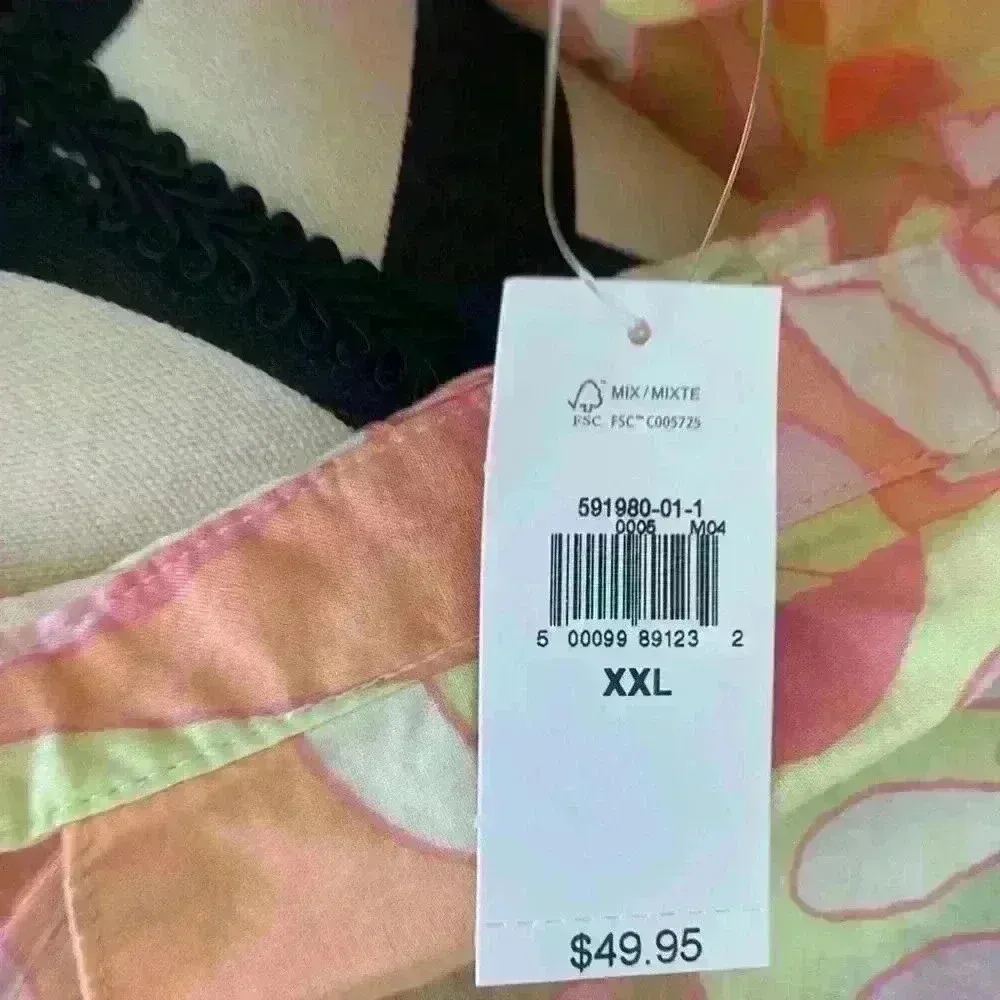 MIX / MIXTE
FSC FSC™ C005725
591980-01-1
0005 M04
5 00099 89123 2
XXL
$49.95